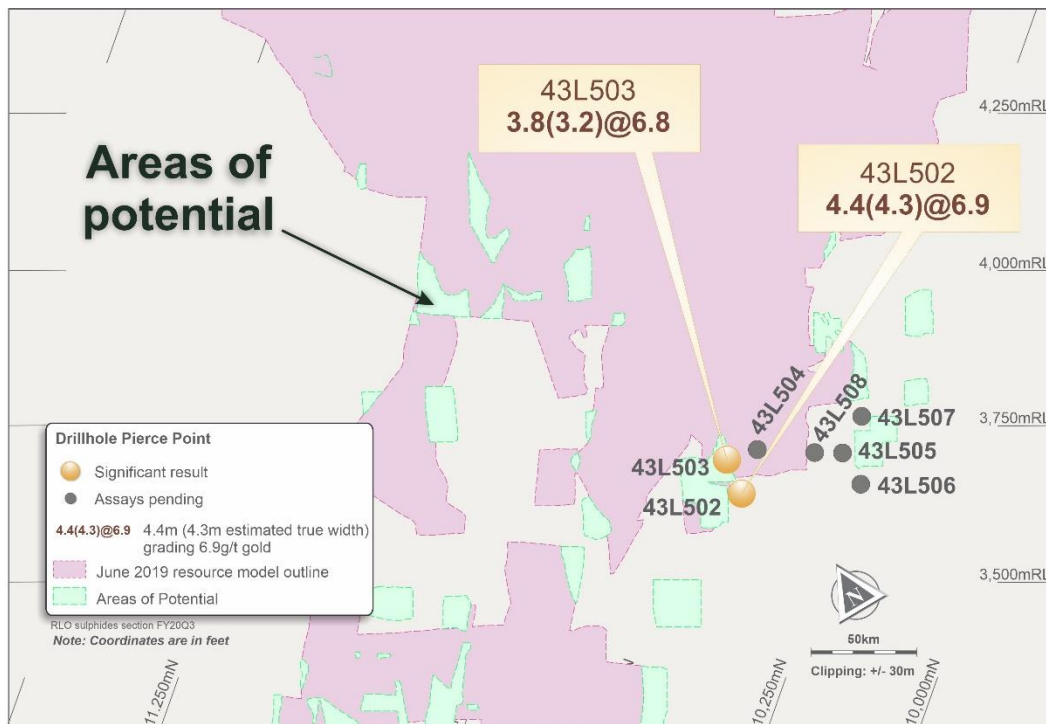 43L503
3.8(3.2)@6.8
4,250mRL
Areas of
potential
43L502
4.4(4.3)@6.9
4,000mRL
43L504
43L508
43L507
3,750mRL
43L505
43L503
43L506
43L502
Drillhole Pierce Point
Significant result
Assays pending
4.4(4.3)@6.9 4.4m (4.3m estimated true width)
grading 6.9g/t gold
June 2019 resource model outline
Areas of Potential
3,500mRL
RLO sulphides section FY20Q3
Note: Coordinates are in feet
N
50km
Clipping: +/- 30m
11.250mN
10,250mN
10,000mN